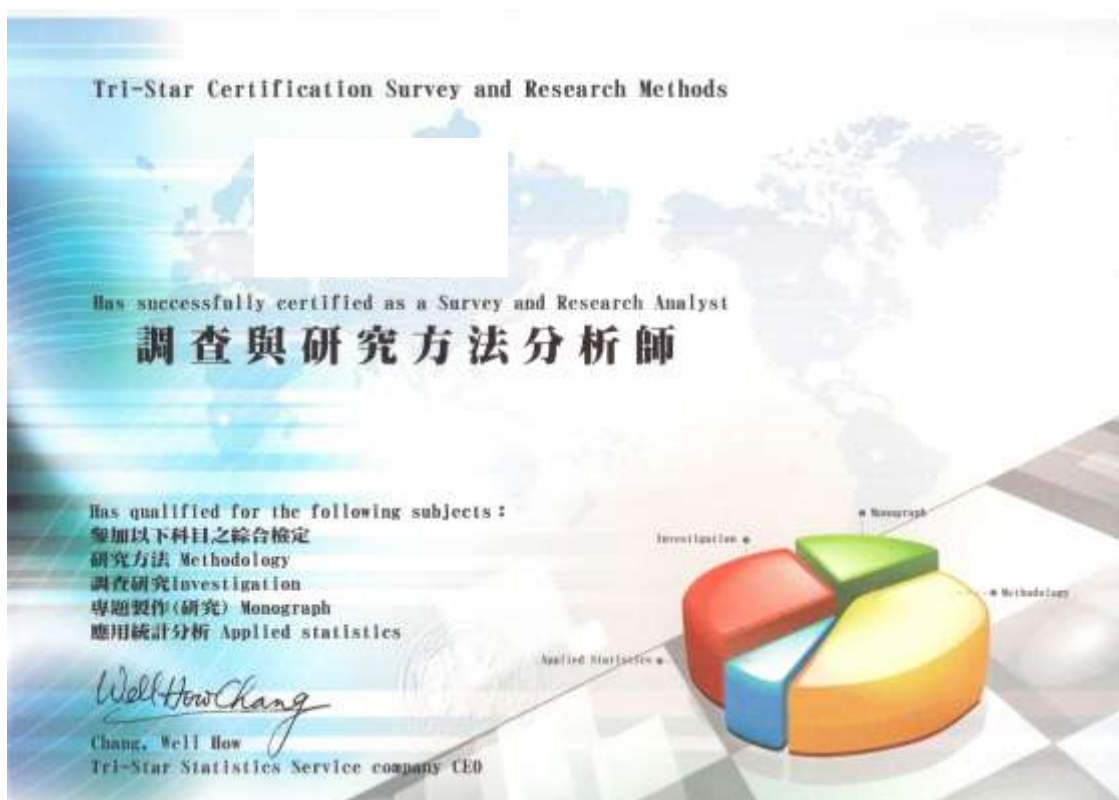 Tri-Star Certification Survey and Research Methods
Has successfully certified as a Survey and Research Analyst
調查與研究方法分析師
Has qualified for the following subjects：
參加以下科目之綜合檢定
研究方法 Methodology
調查研究Investigation
專題製作(研究) Monograph
應用統計分析 Applied statistics
WellHowChang
Chang, Well How
Tri-Star Statistics Service company CEO
Monograph
Investigation
Methodology
Applied Statistics